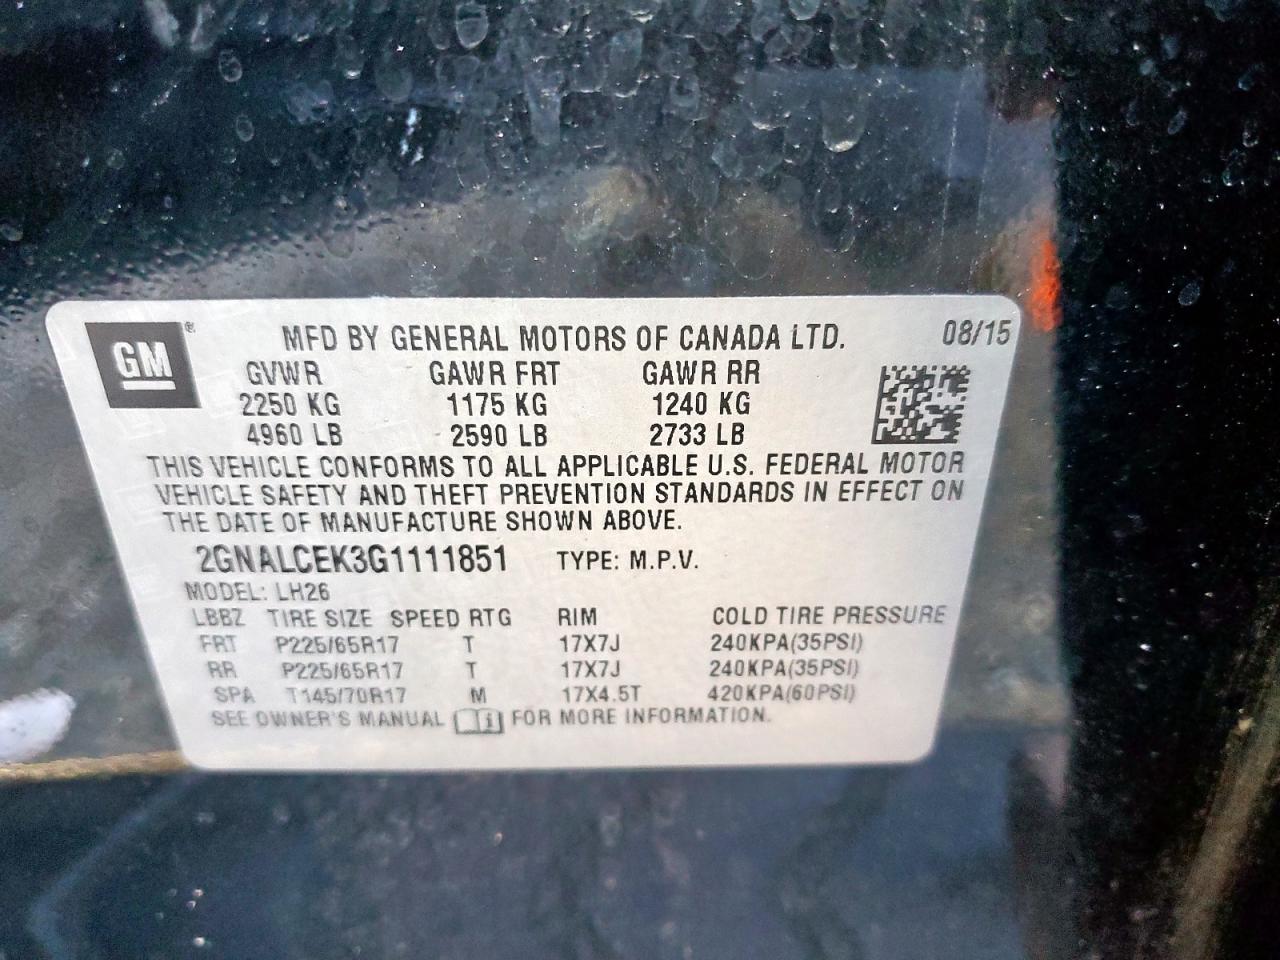 GM®
MFD BY GENERAL MOTORS OF CANADA LTD. 08/15
GVWR GAWR FRT GAWR RR
2250 KG 1175 KG 1240 KG
4960 LB 2590 LB 2733 LB
THIS VEHICLE CONFORMS TO ALL APPLICABLE U.S. FEDERAL MOTOR
VEHICLE SAFETY AND THEFT PREVENTION STANDARDS IN EFFECT ON
THE DATE OF MANUFACTURE SHOWN ABOVE.
2GNALCEK3G1111851 TYPE: M.P.V.
MODEL: LH26
LBBZ TIRE SIZE SPEED RTG RIM COLD TIRE PRESSURE
FRT P225/65R17 T 17X7J 240KPA(35PSI)
RR P225/65R17 T 17X7J 240KPA(35PSI)
SPA T145/70R17 M 17X4.5T 420KPA(60PSI)
SEE OWNER'S MANUAL FOR MORE INFORMATION.